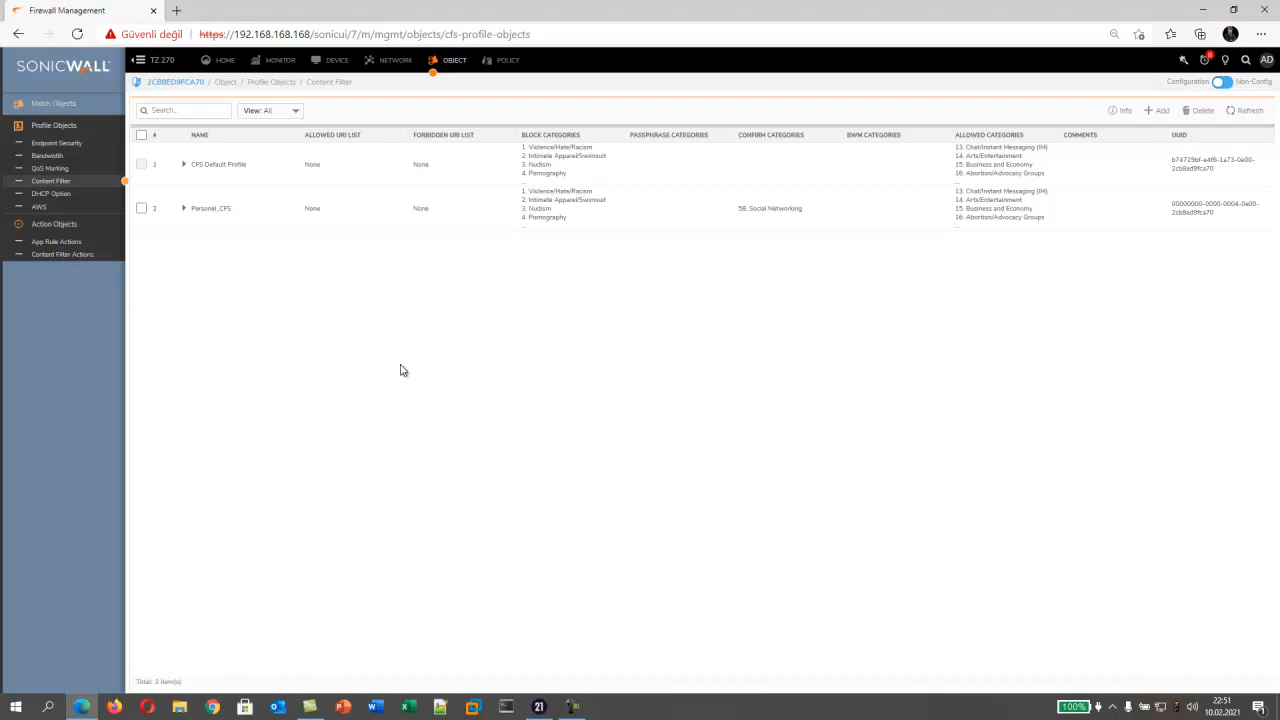 Firewall Management
Güvenli değil https://192.168.168.168/sonicui/7/m/mgmt/objects/cfs-profile-objects
SONICWALL
TZ 270 HOME MONITOR DEVICE NETWORK OBJECT POLICY 8 AD
2CB8ED9FCA70 / Object / Profile Objects / Content Filter Configuration Non-Config
Match Objects
Profile Objects
Endpoint Security
Bandwidth
QoS Marking
Content Filter
DHCP Option
AWS
Action Objects
App Rule Actions
Content Filter Actions
Search... View: All Info Add Delete Refresh
# NAME ALLOWED URI LIST FORBIDDEN URI LIST BLOCK CATEGORIES PASSPHRASE CATEGORIES CONFIRM CATEGORIES BWM CATEGORIES ALLOWED CATEGORIES COMMENTS UUID
1 CFS Default Profile None None
1. Violence/Hate/Racism
2. Intimate Apparel/Swimsuit
3. Nudism
4. Pornography
...
13. Chat/Instant Messaging (IM)
14. Arts/Entertainment
15. Business and Economy
16. Abortion/Advocacy Groups
...
b74729bf-a4f6-1a73-0e00-
2cb8ed9fca70
2 Personel_CFS None None
1. Violence/Hate/Racism
2. Intimate Apparel/Swimsuit
3. Nudism
4. Pornography
...
58. Social Networking
13. Chat/Instant Messaging (IM)
14. Arts/Entertainment
15. Business and Economy
16. Abortion/Advocacy Groups
...
00000000-0000-0004-0e00-
2cb8ed9fca70
Total: 2 item(s)
21 100% 22:51
10.02.2021